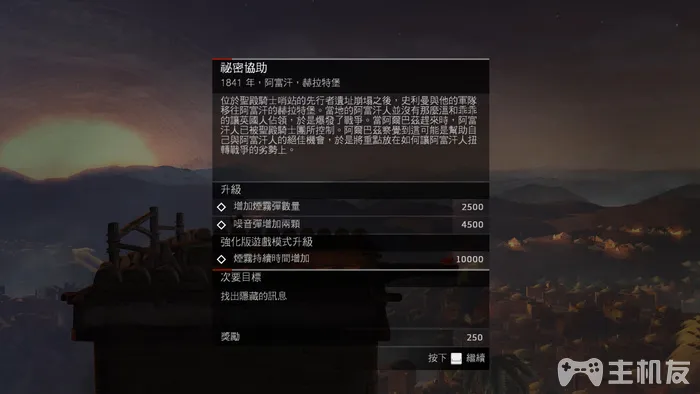 祕密協助
1841 年，阿富汗，赫拉特堡
位於聖殿騎士哨站的先行者遺址崩塌之後，史利曼與他的軍隊
移往阿富汗的赫拉特堡。當地的阿富汗人並沒有那麼溫和乖乖
的讓英國人佔領，於是爆發了戰爭。當阿爾巴茲趕來時，阿富
汗人已被聖殿騎士團所控制。阿爾巴茲察覺到這可能是幫助自
己與阿富汗人的絕佳機會，於是將重點放在如何讓阿富汗人扭
轉戰爭的劣勢上。
升級
增加煙霧彈數量 2500
噪音彈增加兩顆 4500
強化版遊戲模式升級
煙霧持續時間增加 10000
次要目標
找出隱藏的訊息
獎勵 250
按下 繼續
主机友